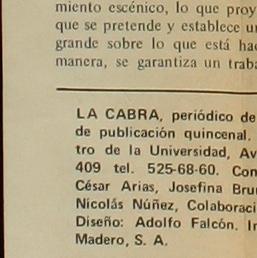 miento escénico, lo que proy
que se pretende y establece u
grande sobre lo que está hac
manera, se garantiza un traba
LA CABRA, periódico de
de publicación quincenal.
tro de la Universidad, Av
409 tel. 525-68-60. Con
César Arias, Josefina Bru
Nicolás Núñez, Colaboraci
Diseño: Adolfo Falcón. I
Madero, S. A.